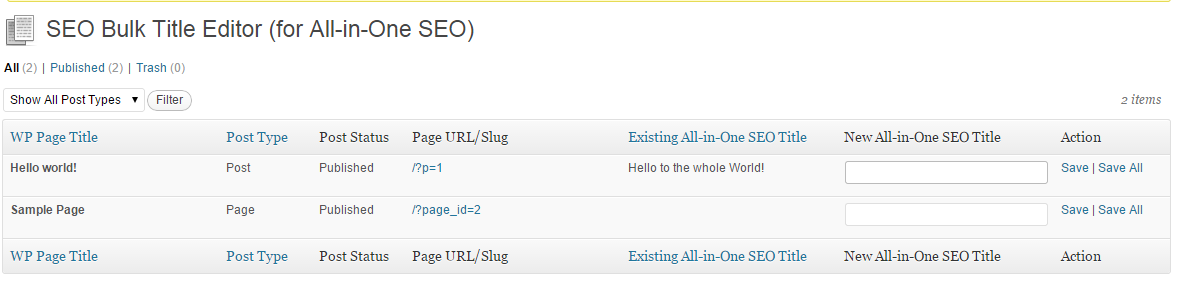 SEO Bulk Title Editor (for All-in-One SEO)
All (2) | Published (2) | Trash (0)
Show All Post Types Filter 2 items
WP Page Title Post Type Post Status Page URL/Slug Existing All-in-One SEO Title New All-in-One SEO Title Action
Hello world! Post Published /?p=1 Hello to the whole World! Save | Save All
Sample Page Page Published /?page_id=2 Save | Save All
WP Page Title Post Type Post Status Page URL/Slug Existing All-in-One SEO Title New All-in-One SEO Title Action